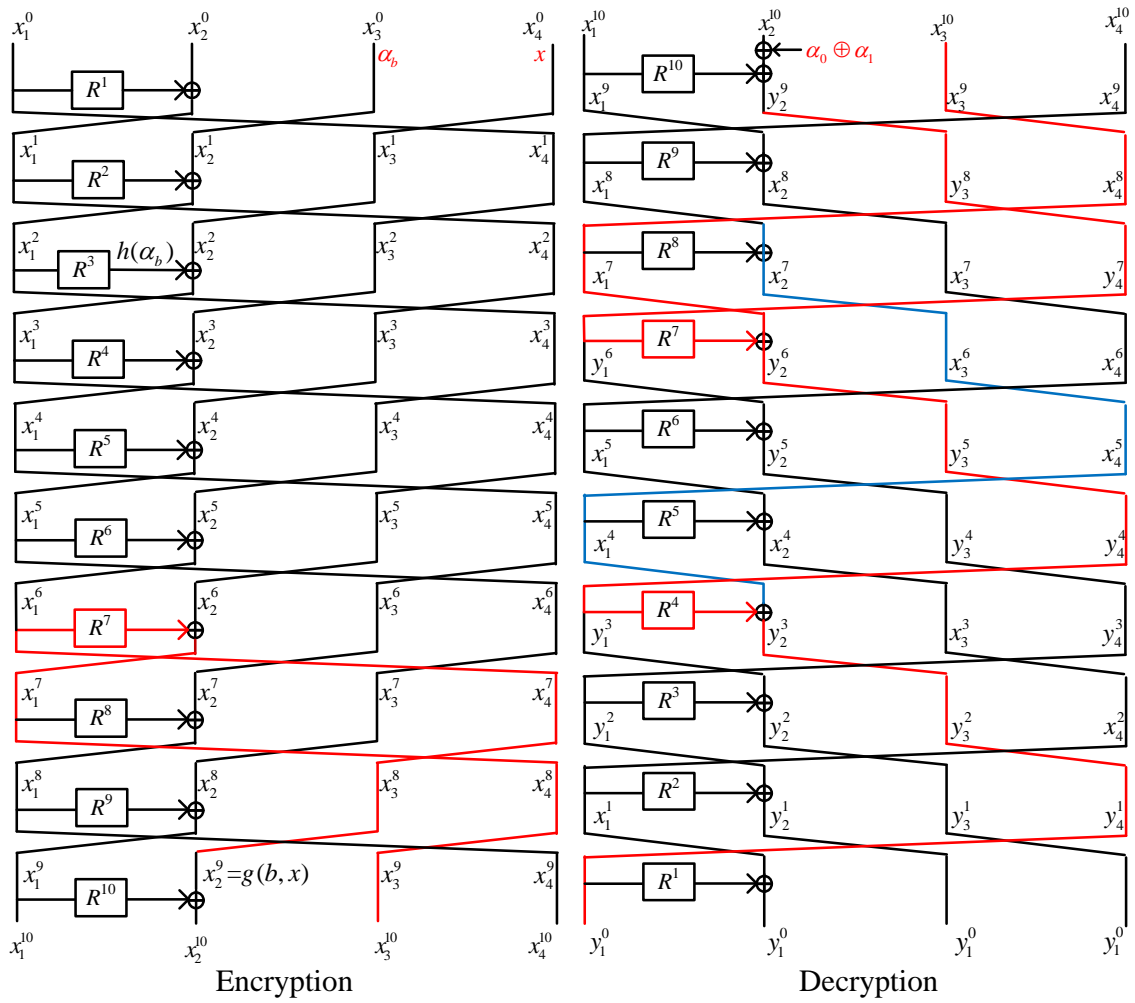 x_1^0 x_2^0 x_3^0 x_4^0
α_b x
R^1
x_1^1 x_2^1 x_3^1 x_4^1
R^2
x_1^2 h(α_b) x_2^2 x_3^2 x_4^2
R^3
x_1^3 x_2^3 x_3^3 x_4^3
R^4
x_1^4 x_2^4 x_3^4 x_4^4
R^5
x_1^5 x_2^5 x_3^5 x_4^5
R^6
x_1^6 x_2^6 x_3^6 x_4^6
R^7
x_1^7 x_2^7 x_3^7 x_4^7
R^8
x_1^8 x_2^8 x_3^8 x_4^8
R^9
x_1^9 x_2^9=g(b,x) x_3^9 x_4^9
R^10
x_1^10 x_2^10 x_3^10 x_4^10
Encryption
x_1^10 x_2^10 x_3^10 x_4^10
α_0 ⊕ α_1
R^10
x_1^9 y_2^9 x_3^9 x_4^9
R^9
x_1^8 x_2^8 y_3^8 x_4^8
R^8
x_1^7 x_2^7 x_3^7 y_4^7
R^7
y_1^6 y_2^6 x_3^6 x_4^6
R^6
x_1^5 y_2^5 y_3^5 x_4^5
R^5
x_1^4 x_2^4 y_3^4 y_4^4
R^4
y_1^3 y_2^3 x_3^3 y_4^3
R^3
y_1^2 y_2^2 y_3^2 x_4^2
R^2
x_1^1 y_2^1 y_3^1 y_4^1
R^1
y_1^0 y_1^0 y_1^0 y_1^0
Decryption